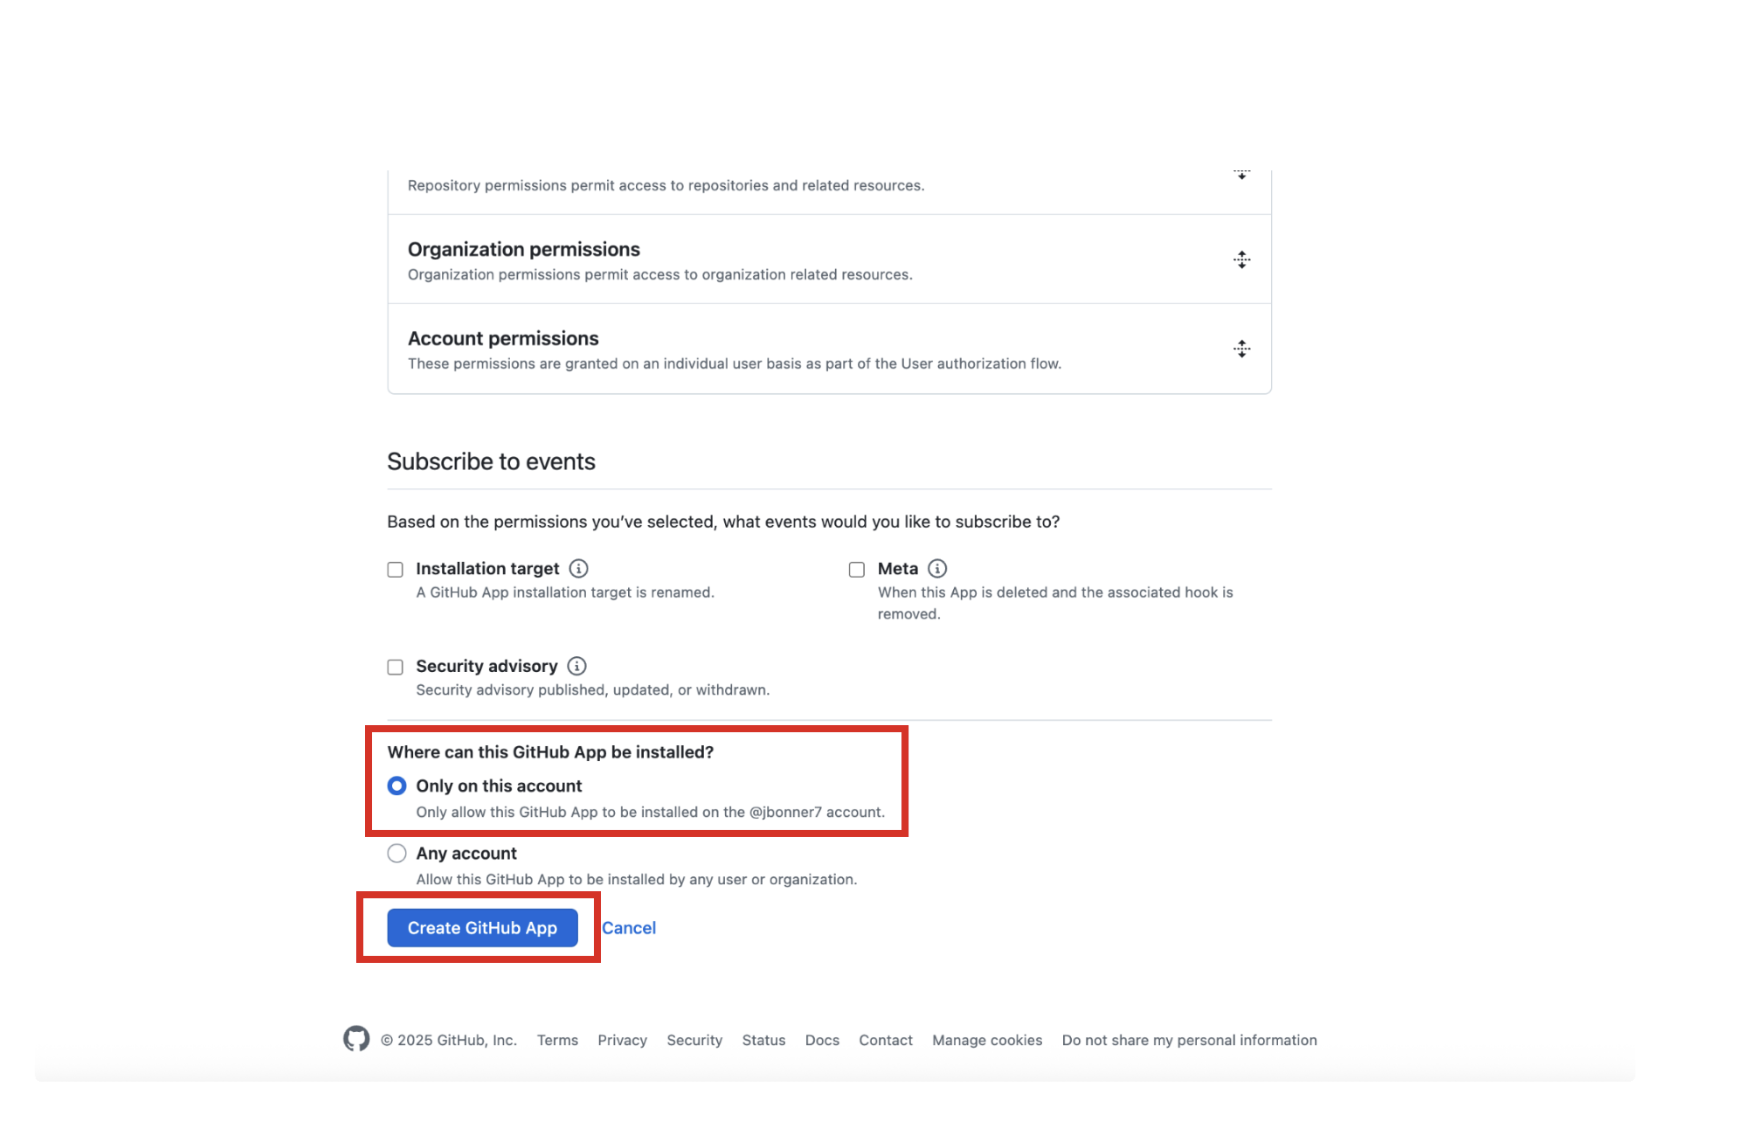 Repository permissions permit access to repositories and related resources.
Organization permissions
Organization permissions permit access to organization related resources.
Account permissions
These permissions are granted on an individual user basis as part of the User authorization flow.
Subscribe to events
Based on the permissions you've selected, what events would you like to subscribe to?
Installation target
A GitHub App installation target is renamed.
Meta
When this App is deleted and the associated hook is
removed.
Security advisory
Security advisory published, updated, or withdrawn.
Where can this GitHub App be installed?
Only on this account
Only allow this GitHub App to be installed on the @jbonner7 account.
Any account
Allow this GitHub App to be installed by any user or organization.
Create GitHub App Cancel
© 2025 GitHub, Inc. Terms Privacy Security Status Docs Contact Manage cookies Do not share my personal information